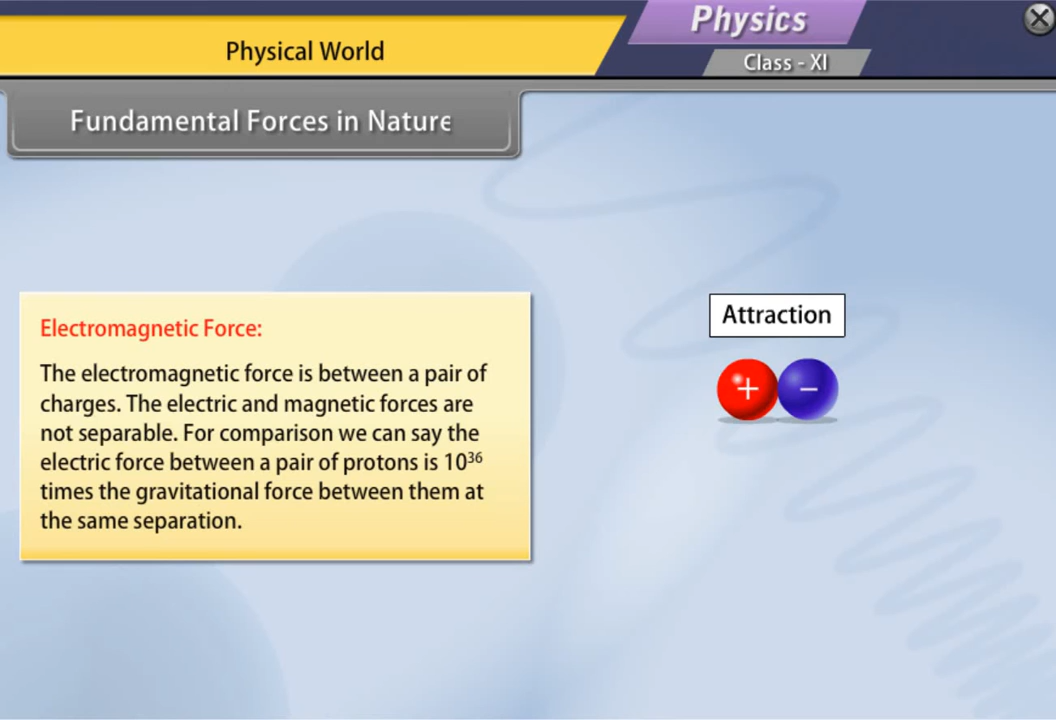 Physics
Physical World
Class - XI
Fundamental Forces in Nature
Electromagnetic Force:
The electromagnetic force is between a pair of
charges. The electric and magnetic forces are
not separable. For comparison we can say the
electric force between a pair of protons is 10³⁶
times the gravitational force between them at
the same separation.
Attraction
+ −